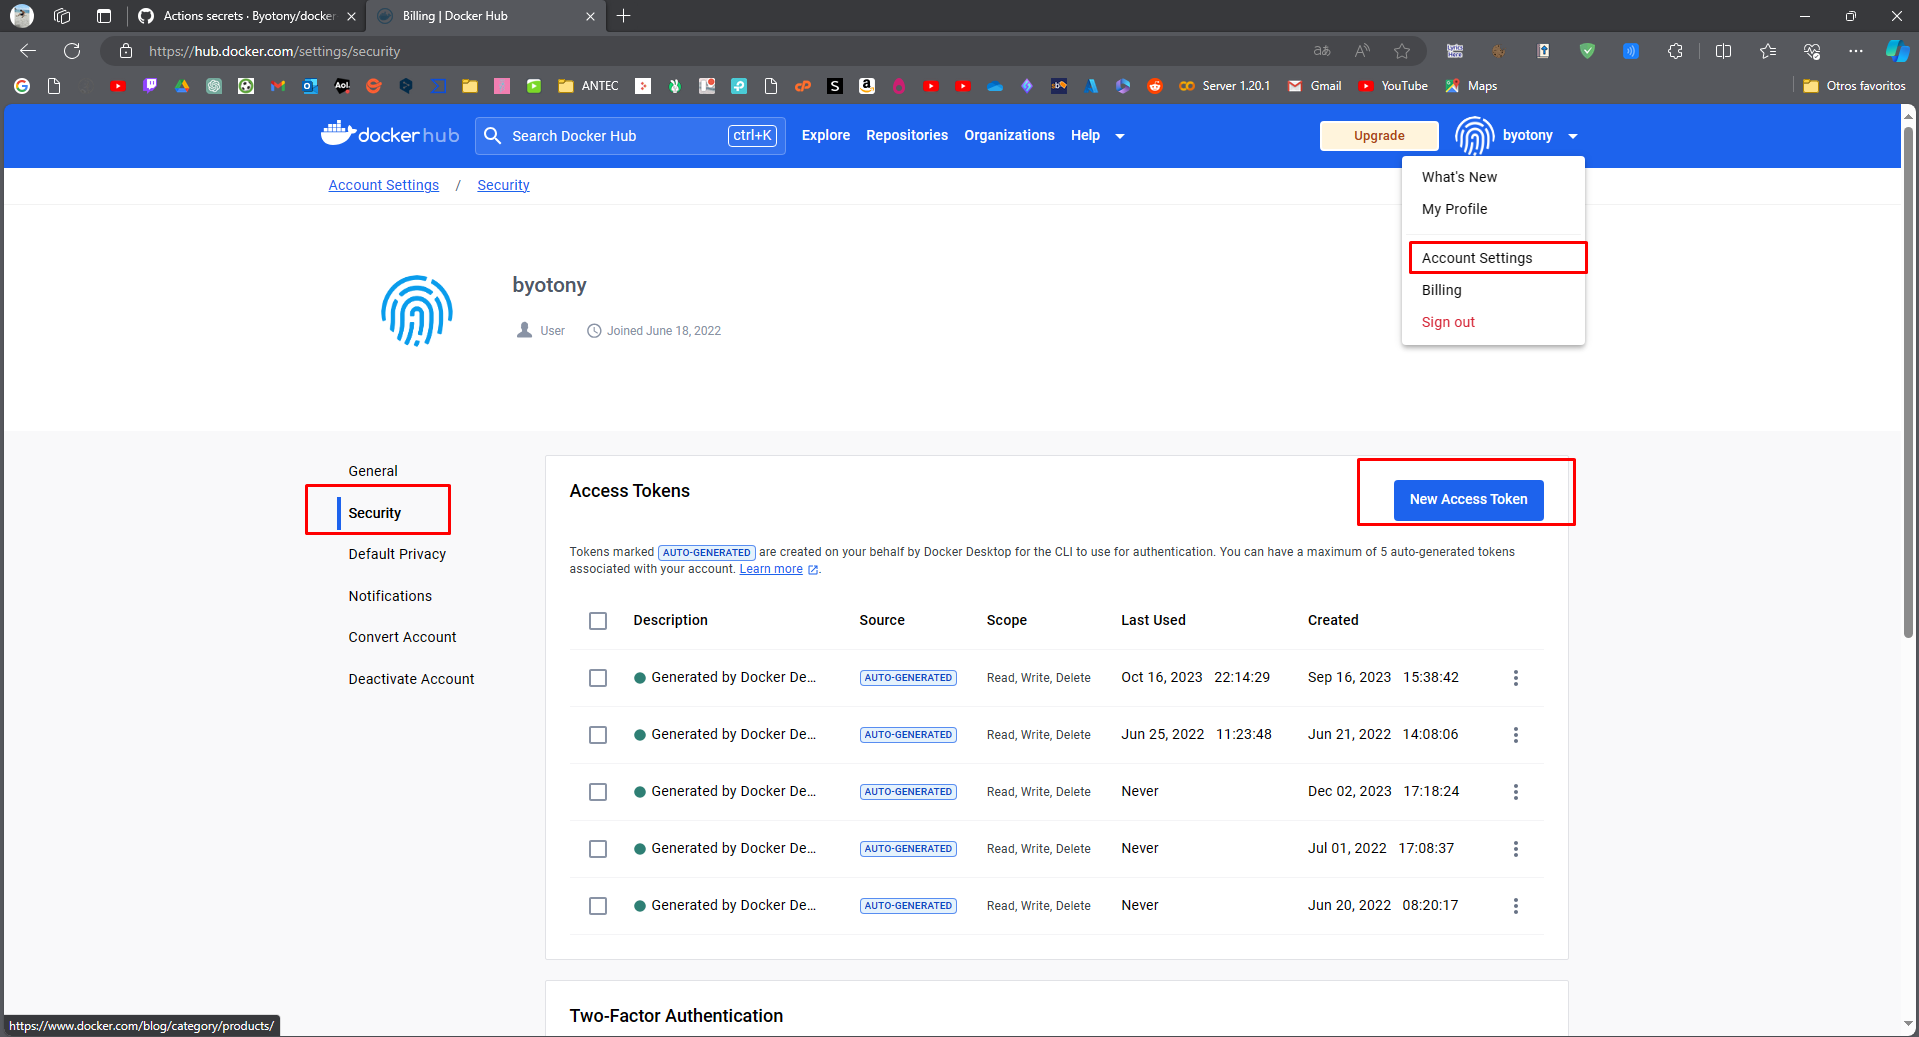 Actions secrets · Byotony/docker
Billing | Docker Hub
https://hub.docker.com/settings/security
ANTEC
Server 1.20.1
Gmail
YouTube
Maps
Otros favoritos
docker hub
Search Docker Hub
ctrl+K
Explore
Repositories
Organizations
Help
Upgrade
byotony
Account Settings / Security
What's New
My Profile
Account Settings
Billing
Sign out
byotony
User
Joined June 18, 2022
General
Security
Default Privacy
Notifications
Convert Account
Deactivate Account
Access Tokens
New Access Token
Tokens marked AUTO-GENERATED are created on your behalf by Docker Desktop for the CLI to use for authentication. You can have a maximum of 5 auto-generated tokens
associated with your account. Learn more .
Description Source Scope Last Used Created
Generated by Docker De... AUTO-GENERATED Read, Write, Delete Oct 16, 2023 22:14:29 Sep 16, 2023 15:38:42
Generated by Docker De... AUTO-GENERATED Read, Write, Delete Jun 25, 2022 11:23:48 Jun 21, 2022 14:08:06
Generated by Docker De... AUTO-GENERATED Read, Write, Delete Never Dec 02, 2023 17:18:24
Generated by Docker De... AUTO-GENERATED Read, Write, Delete Never Jul 01, 2022 17:08:37
Generated by Docker De... AUTO-GENERATED Read, Write, Delete Never Jun 20, 2022 08:20:17
Two-Factor Authentication
https://www.docker.com/blog/category/products/